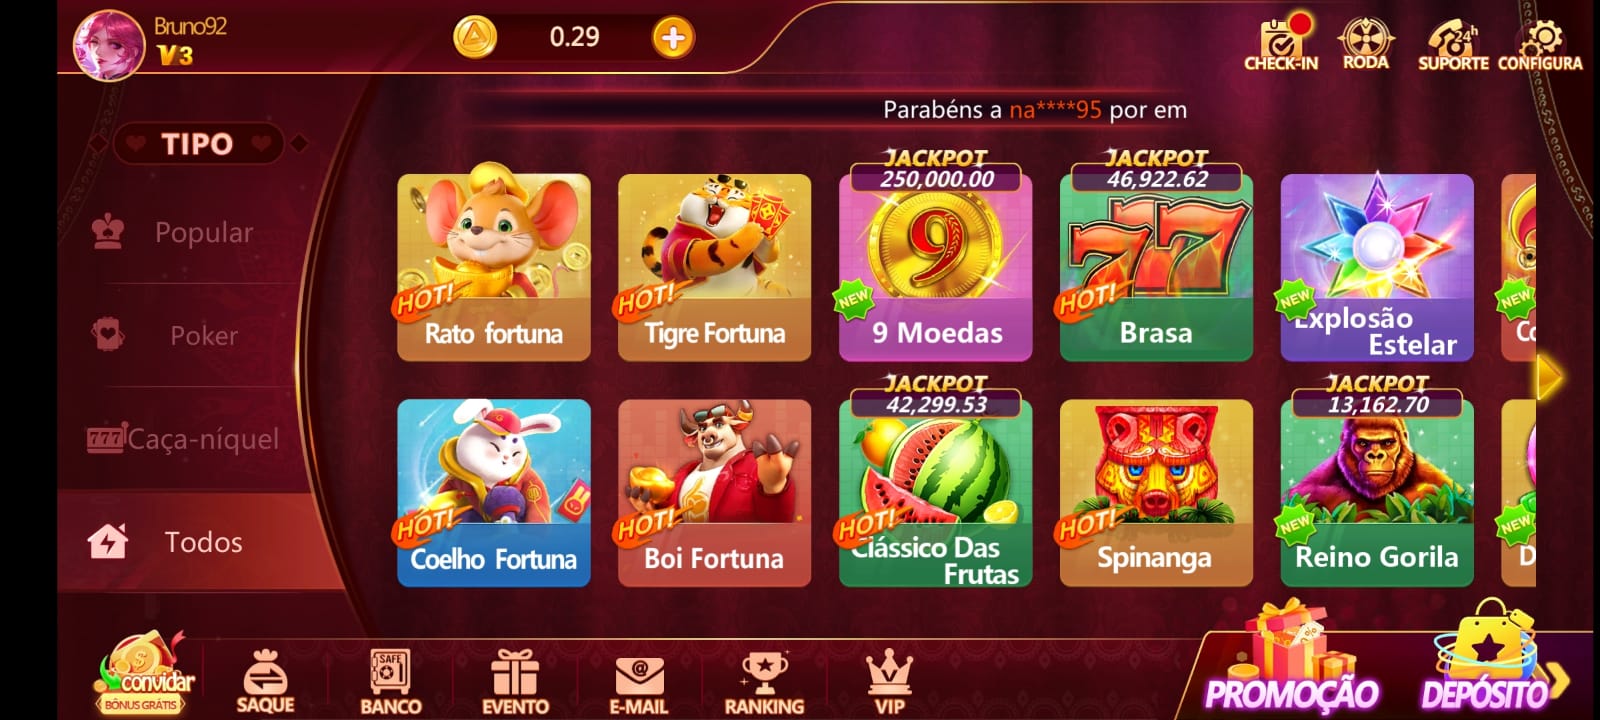 Bruno92
V3
0.29
CHECK-IN
RODA
24h
SUPORTE
CONFIGURA
Parabéns a na****95 por em
TIPO
Popular
Poker
777
Caça-níquel
Todos
HOT!
Rato fortuna
HOT!
Tigre Fortuna
JACKPOT
250,000.00
9
NEW
9 Moedas
JACKPOT
46,922.62
77
HOT!
Brasa
NEW
Explosão
Estelar
NEW
HOT!
Coelho Fortuna
HOT!
Boi Fortuna
JACKPOT
42,299.53
HOT!
Clássico Das
Frutas
HOT!
Spinanga
JACKPOT
13,162.70
NEW
Reino Gorila
NEW
D
convidar
BÔNUS GRÁTIS
SAQUE
SAFE
BANCO
EVENTO
@
E-MAIL
RANKING
VIP
PROMOÇÃO
DEPÓSITO